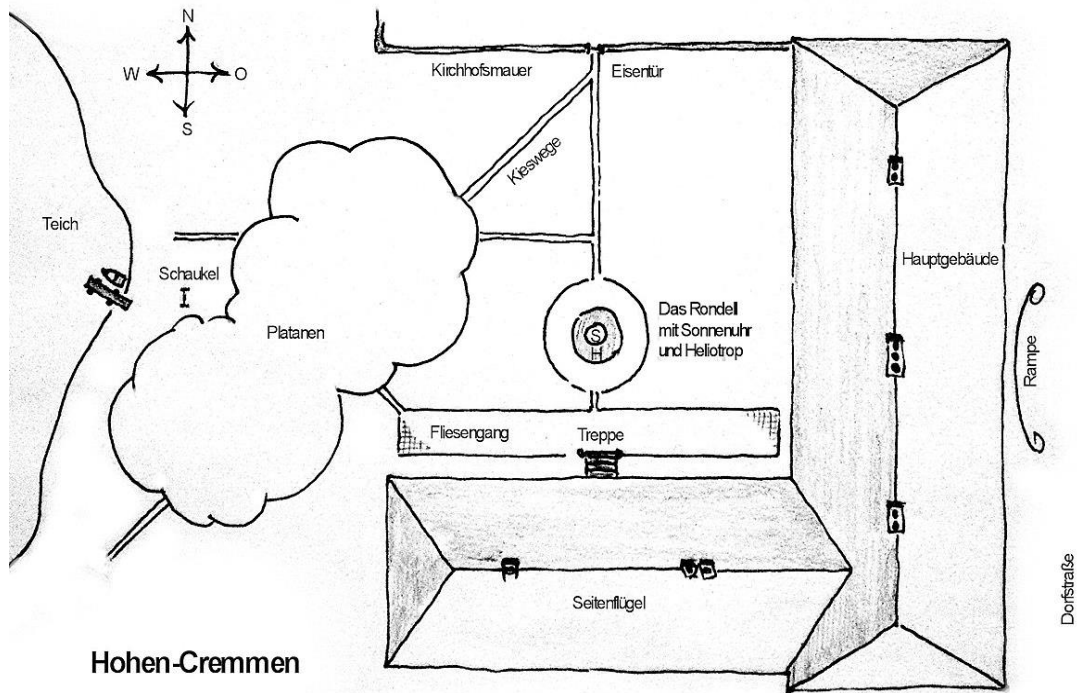 N
W O
S
Kirchhofsmauer
Eisentür
Kieswege
Teich
Schaukel
Platanen
Hauptgebäude
Das Rondell
mit Sonnenuhr
und Heliotrop
S
H
Rampe
Fliesengang
Treppe
Seitenflügel
Dorfstraße
Hohen-Cremmen